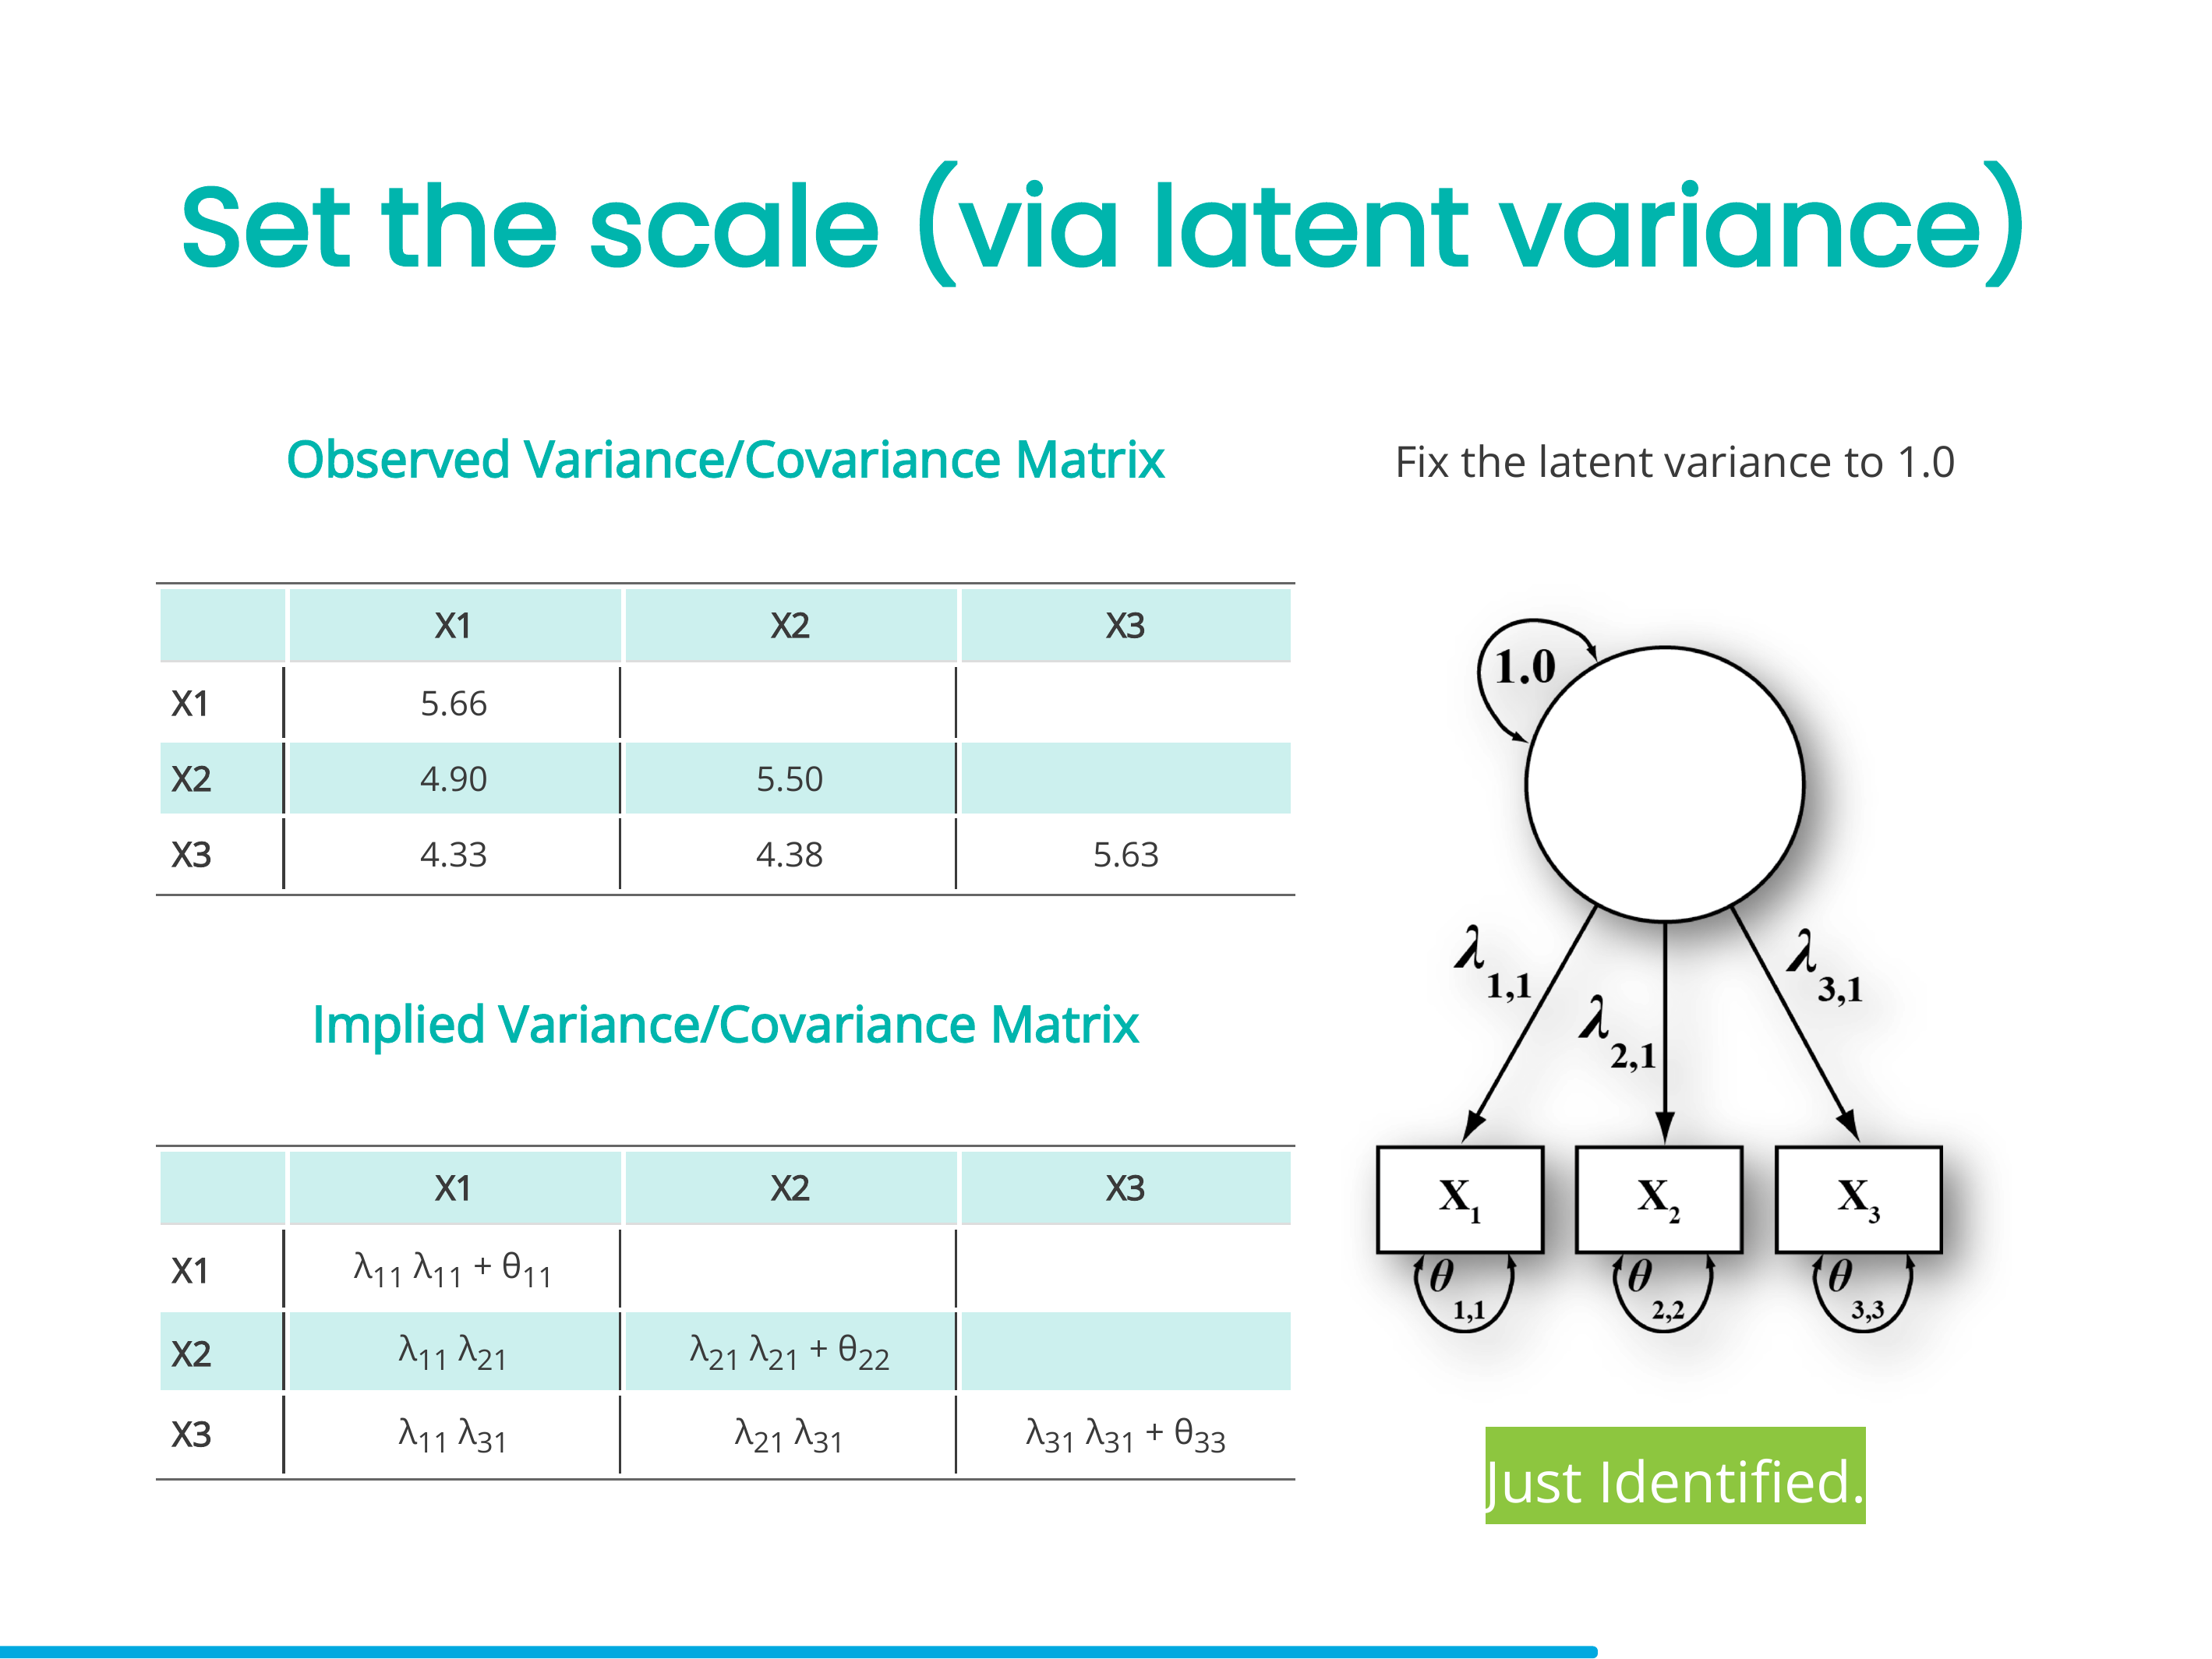 Set the scale (via latent variance)
Observed Variance/Covariance Matrix
X1 X2 X3
X1 5.66
X2 4.90 5.50
X3 4.33 4.38 5.63
Implied Variance/Covariance Matrix
X1 X2 X3
X1 λ11 λ11 + θ11
X2 λ11 λ21 λ21 λ21 + θ22
X3 λ11 λ31 λ21 λ31 λ31 λ31 + θ33
Fix the latent variance to 1.0
1.0
λ1,1 λ2,1 λ3,1
X1 X2 X3
θ1,1 θ2,2 θ3,3
Just Identified.